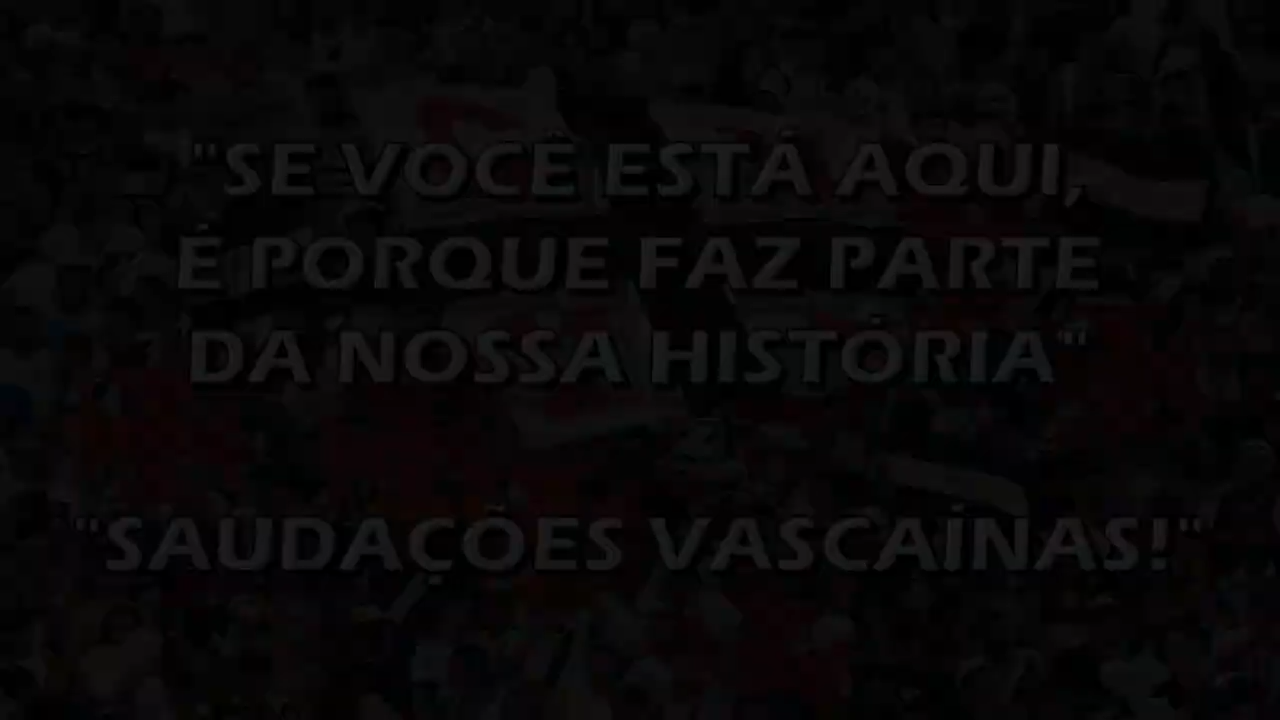 "SE VOCÊ ESTÁ AQUI,
É PORQUE FAZ PARTE
DA NOSSA HISTÓRIA"
"SAUDAÇÕES VASCAÍNAS!"